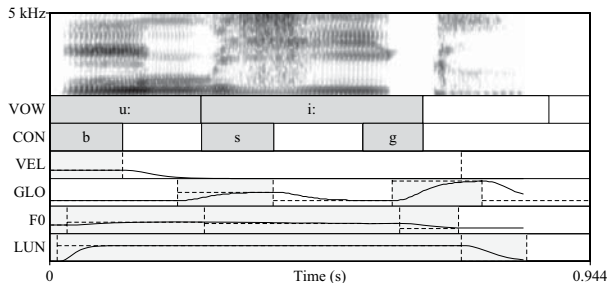 5 kHz
VOW u: i:
CON b s g
VEL
GLO
F0
LUN
0 Time (s) 0.944